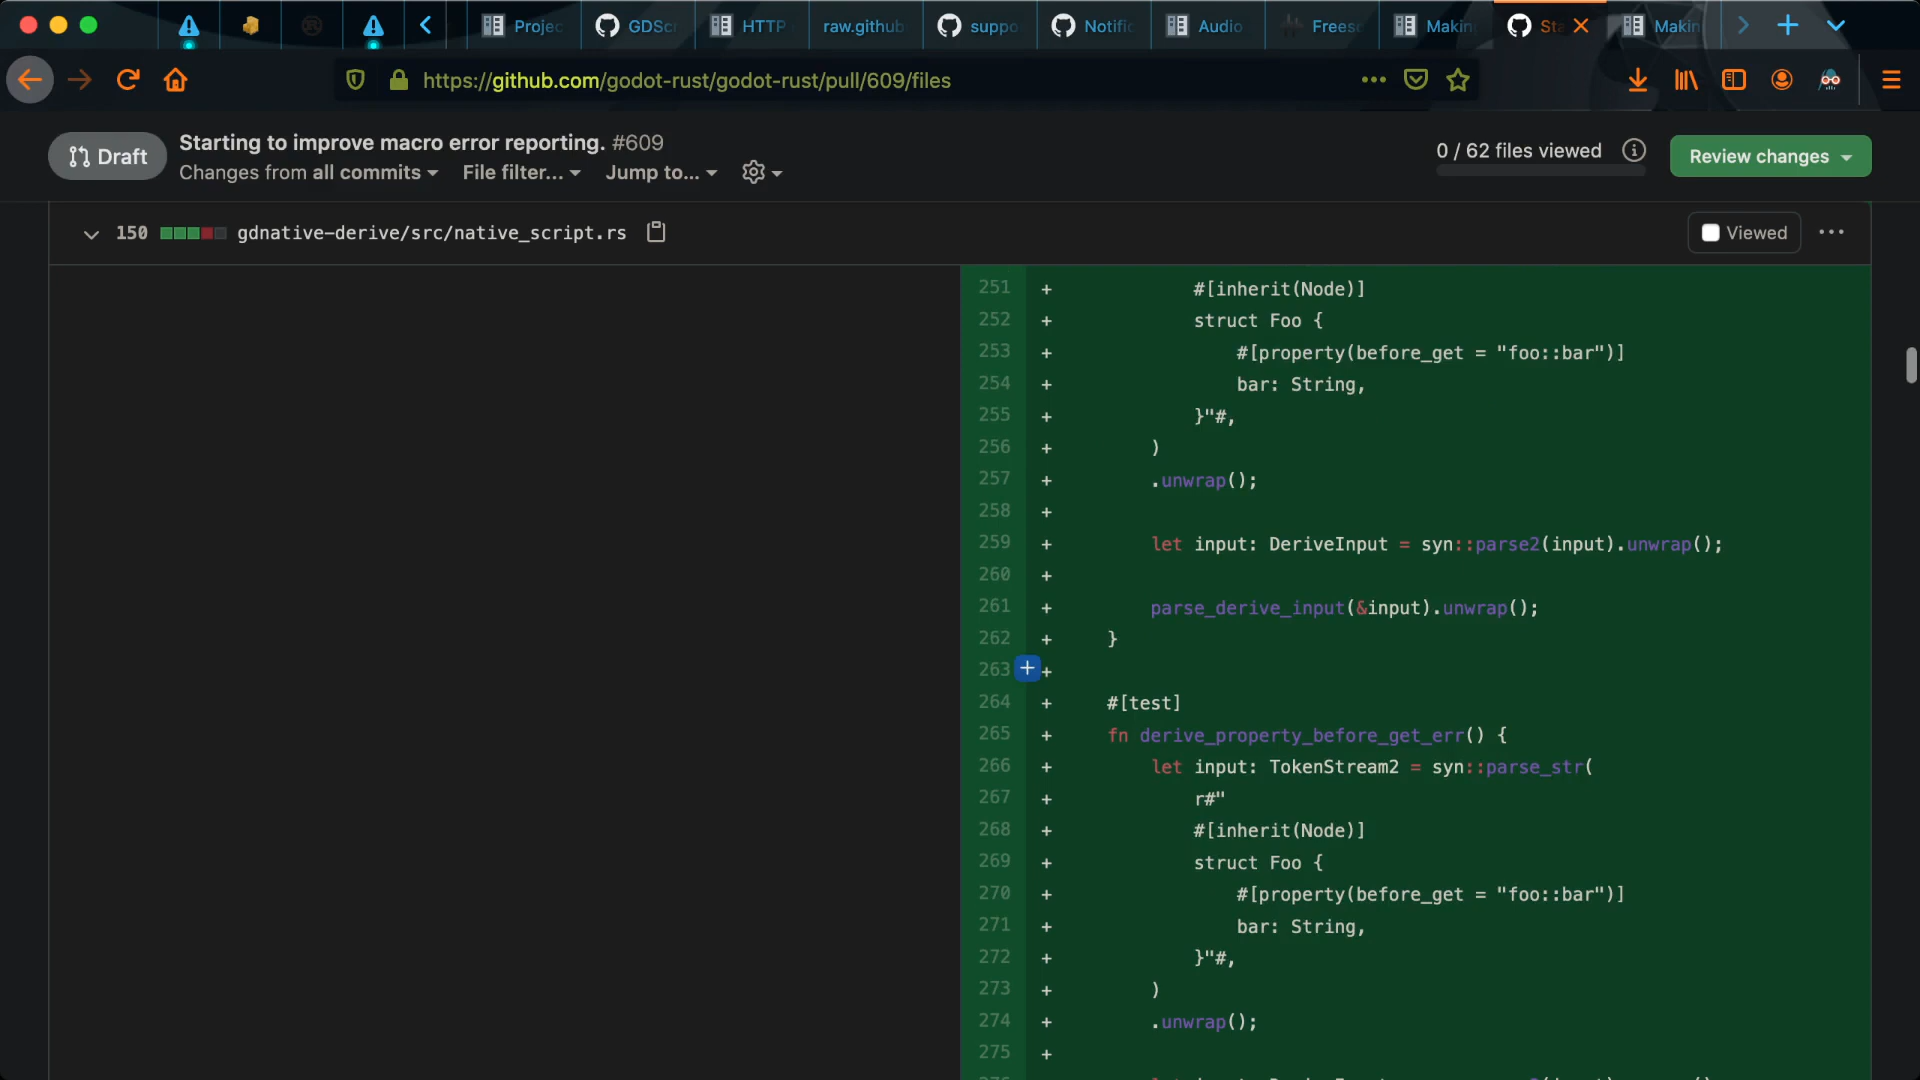 Projec
GDScr
HTTP
raw.github
suppo
Notific
Audio
Freesc
Making
Sta
Makin
https://github.com/godot-rust/godot-rust/pull/609/files
Draft
Starting to improve macro error reporting. #609
Changes from all commits
File filter...
Jump to...
0 / 62 files viewed
Review changes
150 gdnative-derive/src/native_script.rs
Viewed
251 + #[inherit(Node)]
252 + struct Foo {
253 + #[property(before_get = "foo::bar")]
254 + bar: String,
255 + }"#,
256 + )
257 + .unwrap();
258 +
259 + let input: DeriveInput = syn::parse2(input).unwrap();
260 +
261 + parse_derive_input(&input).unwrap();
262 + }
263 +
264 + #[test]
265 + fn derive_property_before_get_err() {
266 + let input: TokenStream2 = syn::parse_str(
267 + r#"
268 + #[inherit(Node)]
269 + struct Foo {
270 + #[property(before_get = "foo::bar")]
271 + bar: String,
272 + }"#,
273 + )
274 + .unwrap();
275 +